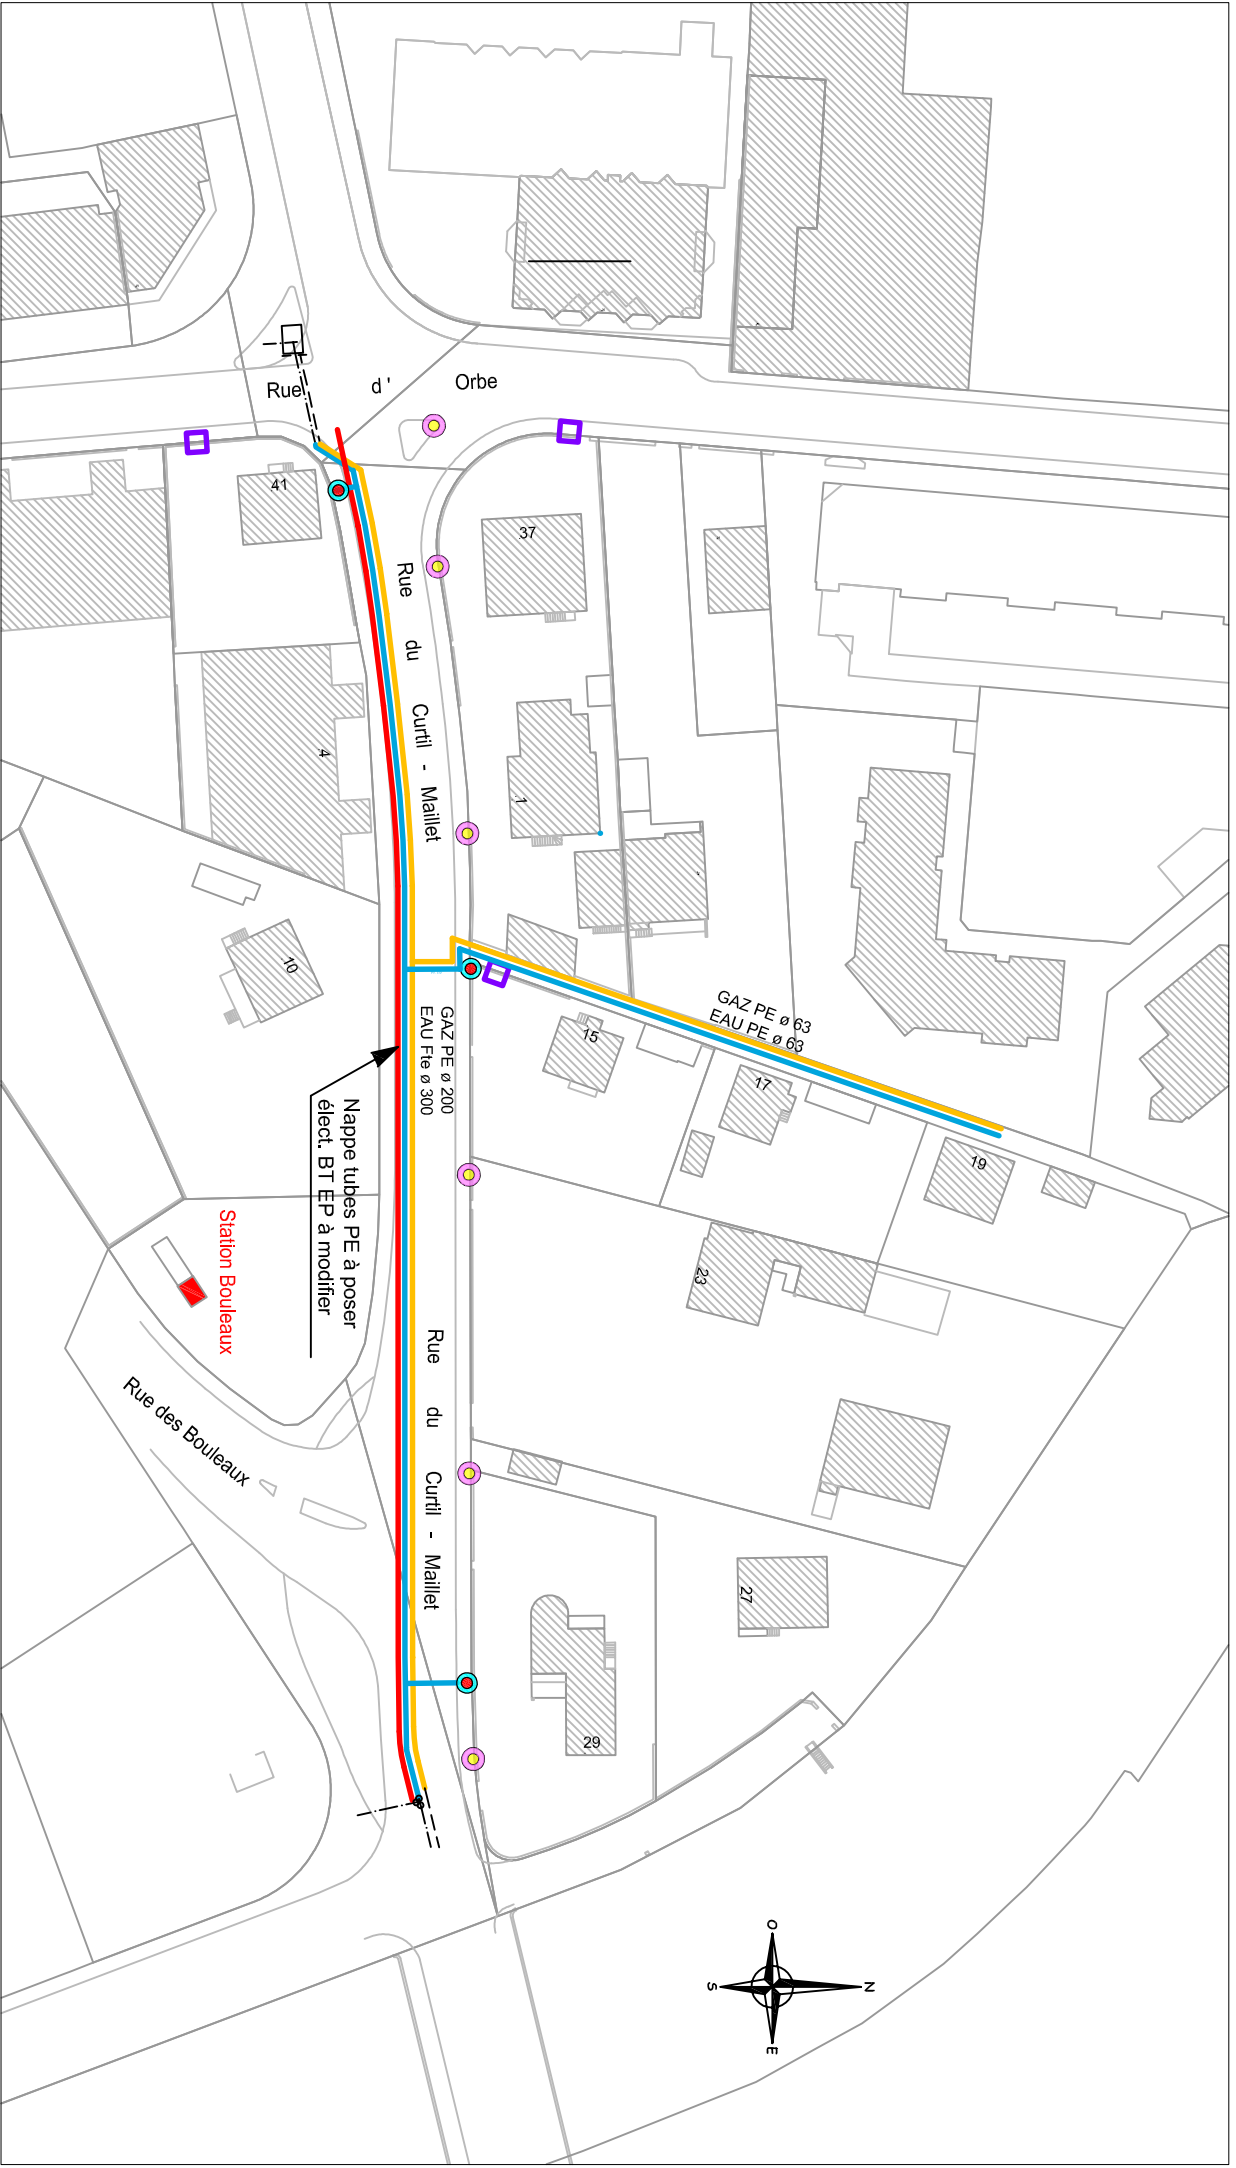 Rue d' Orbe
41
37
Rue du Curtil - Maillet
4
1
10
GAZ PE ø 63
EAU PE ø 63
15
17
19
GAZ PE ø 200
EAU Fte ø 300
Nappe tubes PE à poser
élect. BT EP à modifier
Station Bouleaux
23
Rue des Bouleaux
Rue du Curtil - Maillet
27
29
O
N
S
E